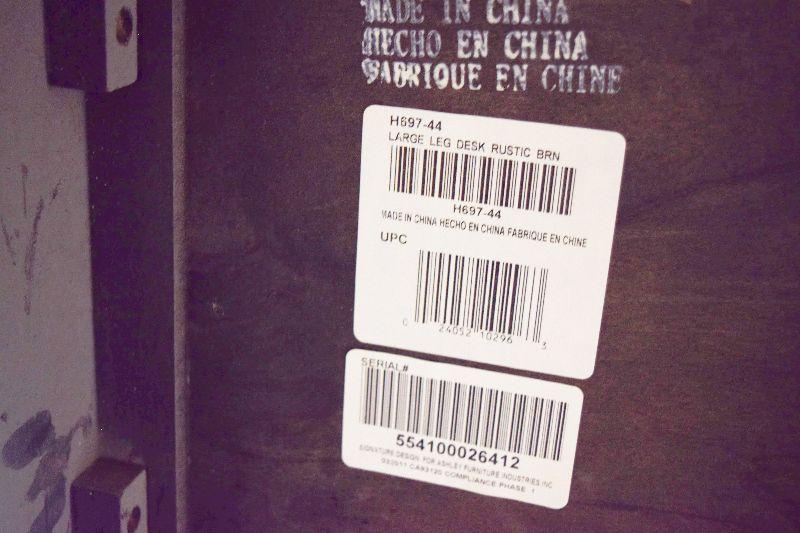 MADE IN CHINA
HECHO EN CHINA
FABRIQUE EN CHINE
H697-44
LARGE LEG DESK RUSTIC BRN
H697-44
MADE IN CHINA HECHO EN CHINA FABRIQUE EN CHINE
UPC
0 24052 10296 3
SERIAL#
554100026412
SIGNATURE DESIGN FOR ASHLEY FURNITURE INDUSTRIES INC
032011 CA93120 COMPLIANCE PHASE 1